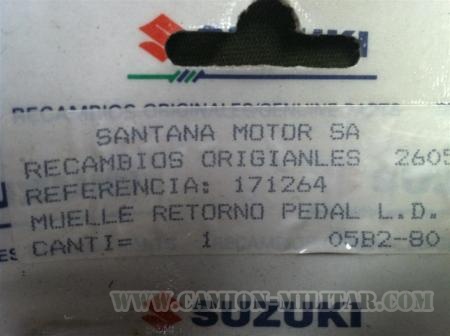 SUZUKI
RECAMBIOS ORIGINALES/GENUINE PARTS
SANTANA MOTOR SA
RECAMBIOS ORIGIANLES 2605
REFERENCIA: 171264
MUELLE RETORNO PEDAL L.D.
CANTI= 1 05B2-80
WWW.CAMION-MILITAR.COM
SUZUKI